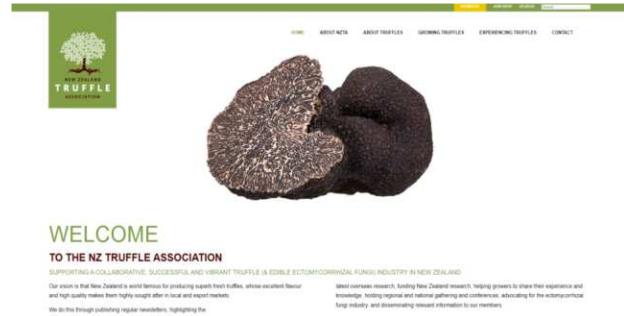 HOME ABOUT NZTA ABOUT TRUFFLES GROWING TRUFFLES EXPERIENCING TRUFFLES CONTACT
NEW ZEALAND
TRUFFLE
ASSOCIATION
WELCOME
TO THE NZ TRUFFLE ASSOCIATION
SUPPORTING A COLLABORATIVE, SUCCESSFUL AND VIBRANT TRUFFLE (& EDIBLE ECTOMYCORRHIZAL FUNGI) INDUSTRY IN NEW ZEALAND
Our vision is that New Zealand is world famous for producing superb fresh truffles, whose excellent flavour
and high quality makes them highly sought after in local and export markets.
We do this through publishing regular newsletters, highlighting the
latest overseas research, funding New Zealand research, helping growers to share their experience and
knowledge, holding regional and national gathering and conferences, advocating for the ectomycorrhizal
fungi industry, and disseminating relevant information to our members.